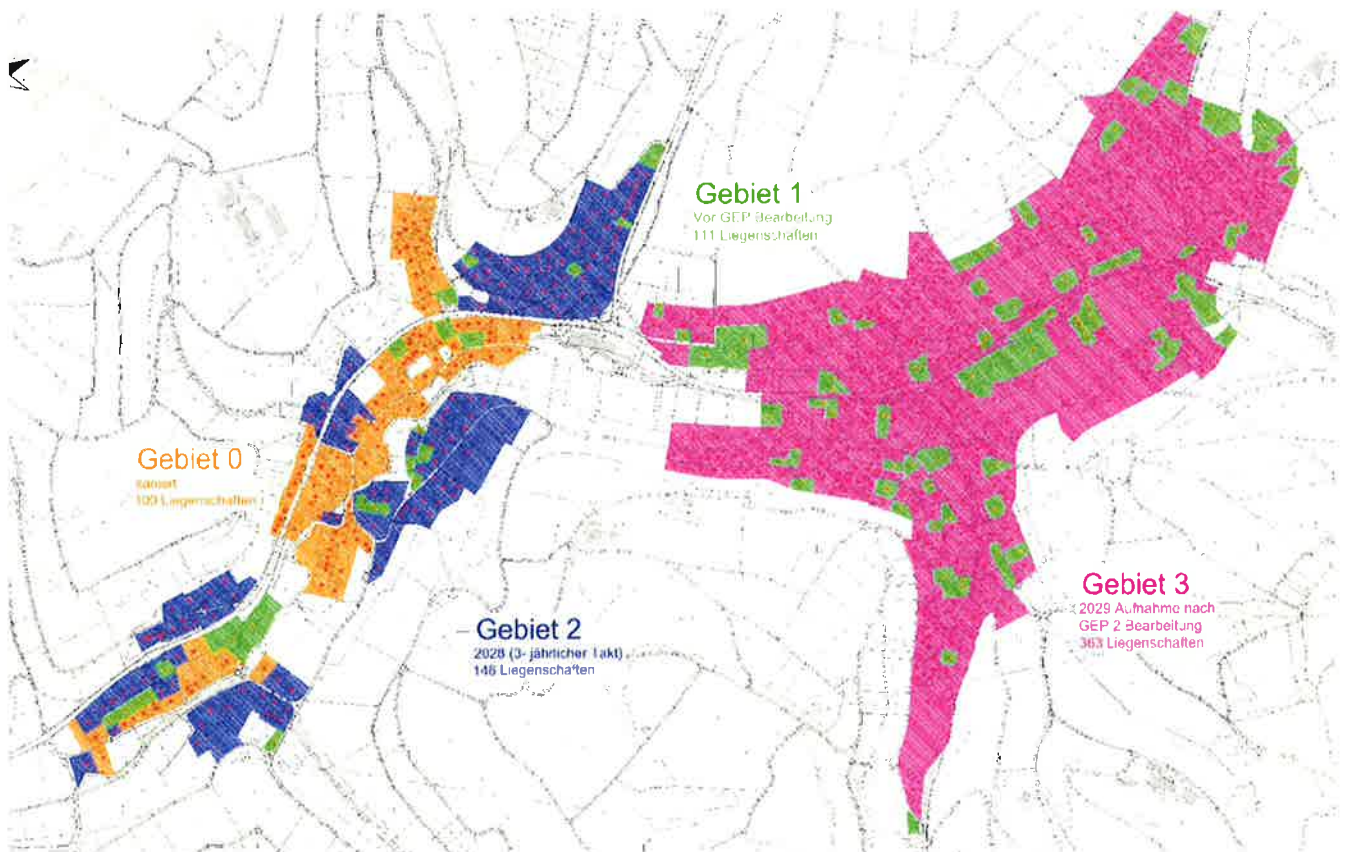 Gebiet 1
Vor GEP Bearbeitung
111 Liegenschaften
Gebiet 0
saniert
109 Liegenschaften
Gebiet 2
2028 (3- jährlicher Takt)
146 Liegenschaften
Gebiet 3
2029 Aufnahme nach
GEP 2 Bearbeitung
363 Liegenschaften